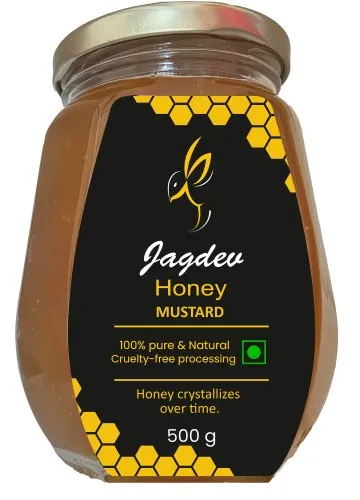 Jagdev
Honey
MUSTARD
100% pure & Natural
Cruelty-free processing
Honey crystallizes
over time.
500 g